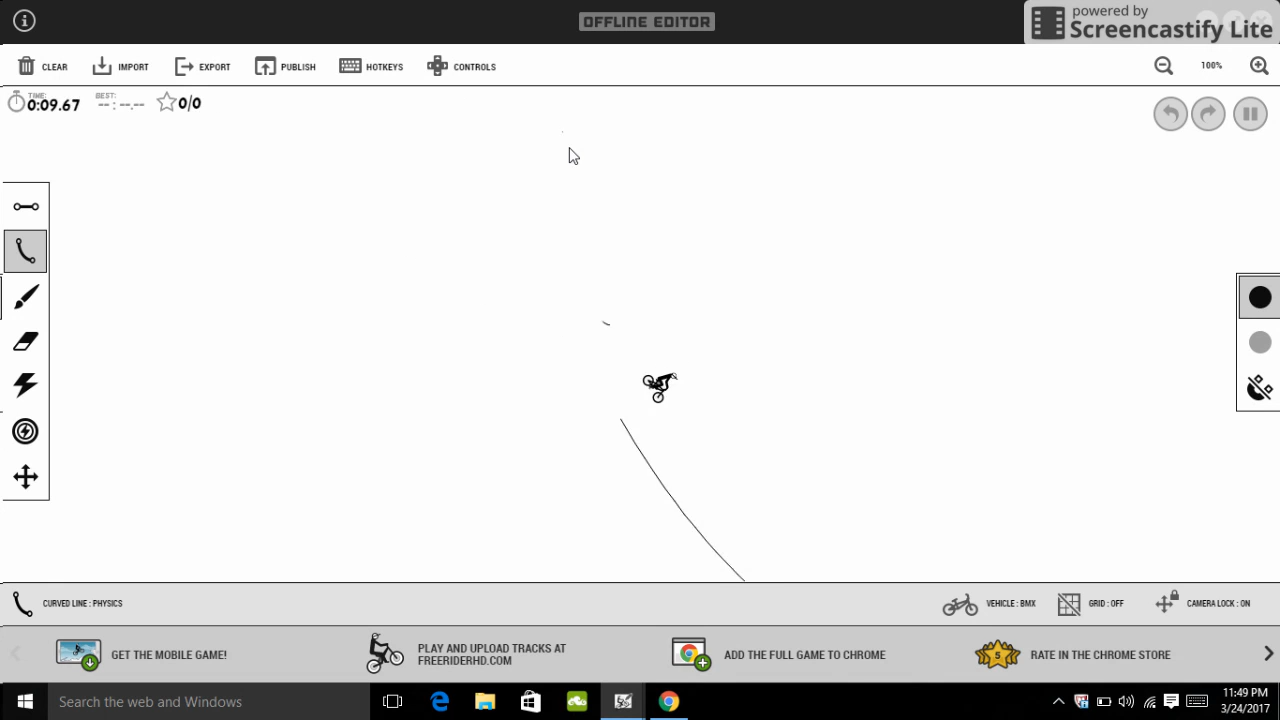 OFFLINE EDITOR
powered by
Screencastify Lite
CLEAR IMPORT EXPORT PUBLISH HOTKEYS CONTROLS 100%
TIME: BEST:
0:09.67 -- : --.-- 0/0
CURVED LINE : PHYSICS VEHICLE : BMX GRID : OFF CAMERA LOCK : ON
GET THE MOBILE GAME!
PLAY AND UPLOAD TRACKS AT
FREERIDERHD.COM
ADD THE FULL GAME TO CHROME
5 RATE IN THE CHROME STORE
Search the web and Windows
11:49 PM
3/24/2017